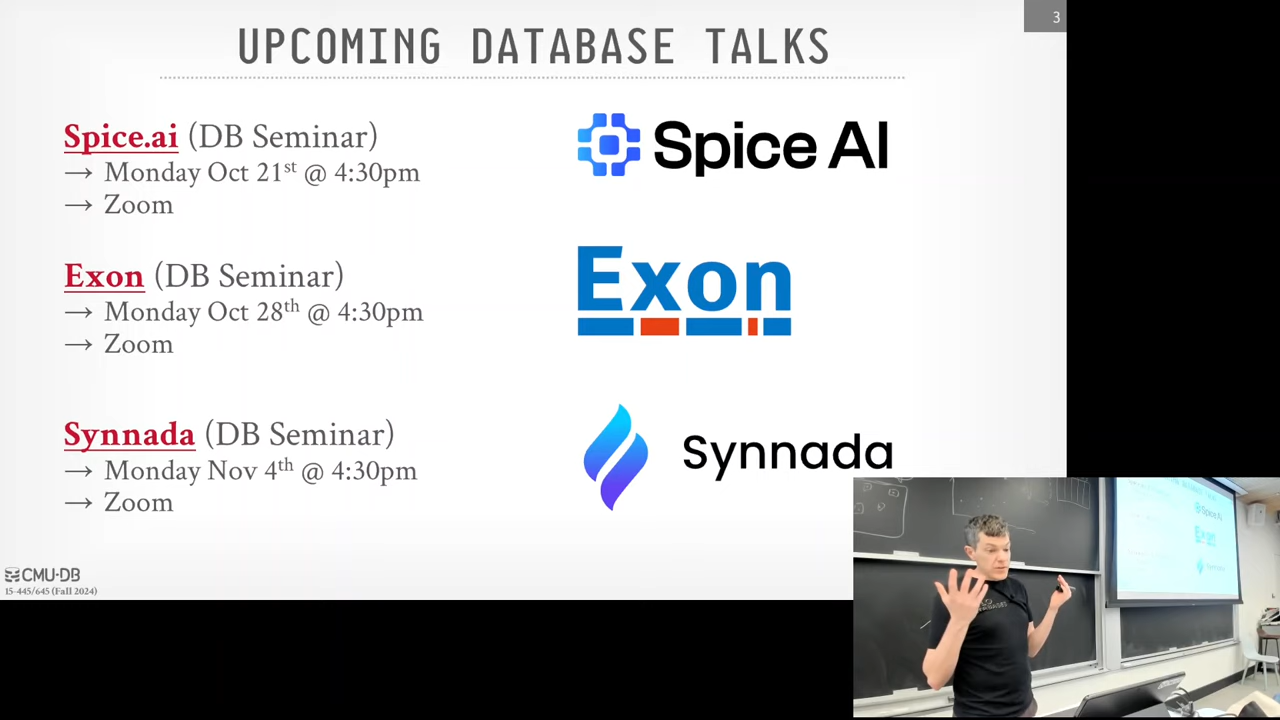 3
UPCOMING DATABASE TALKS
Spice.ai (DB Seminar)
→ Monday Oct 21st @ 4:30pm
→ Zoom
Spice AI
Exon (DB Seminar)
→ Monday Oct 28th @ 4:30pm
→ Zoom
Exon
Synnada (DB Seminar)
→ Monday Nov 4th @ 4:30pm
→ Zoom
Synnada
CMU·DB
15-445/645 (Fall 2024)